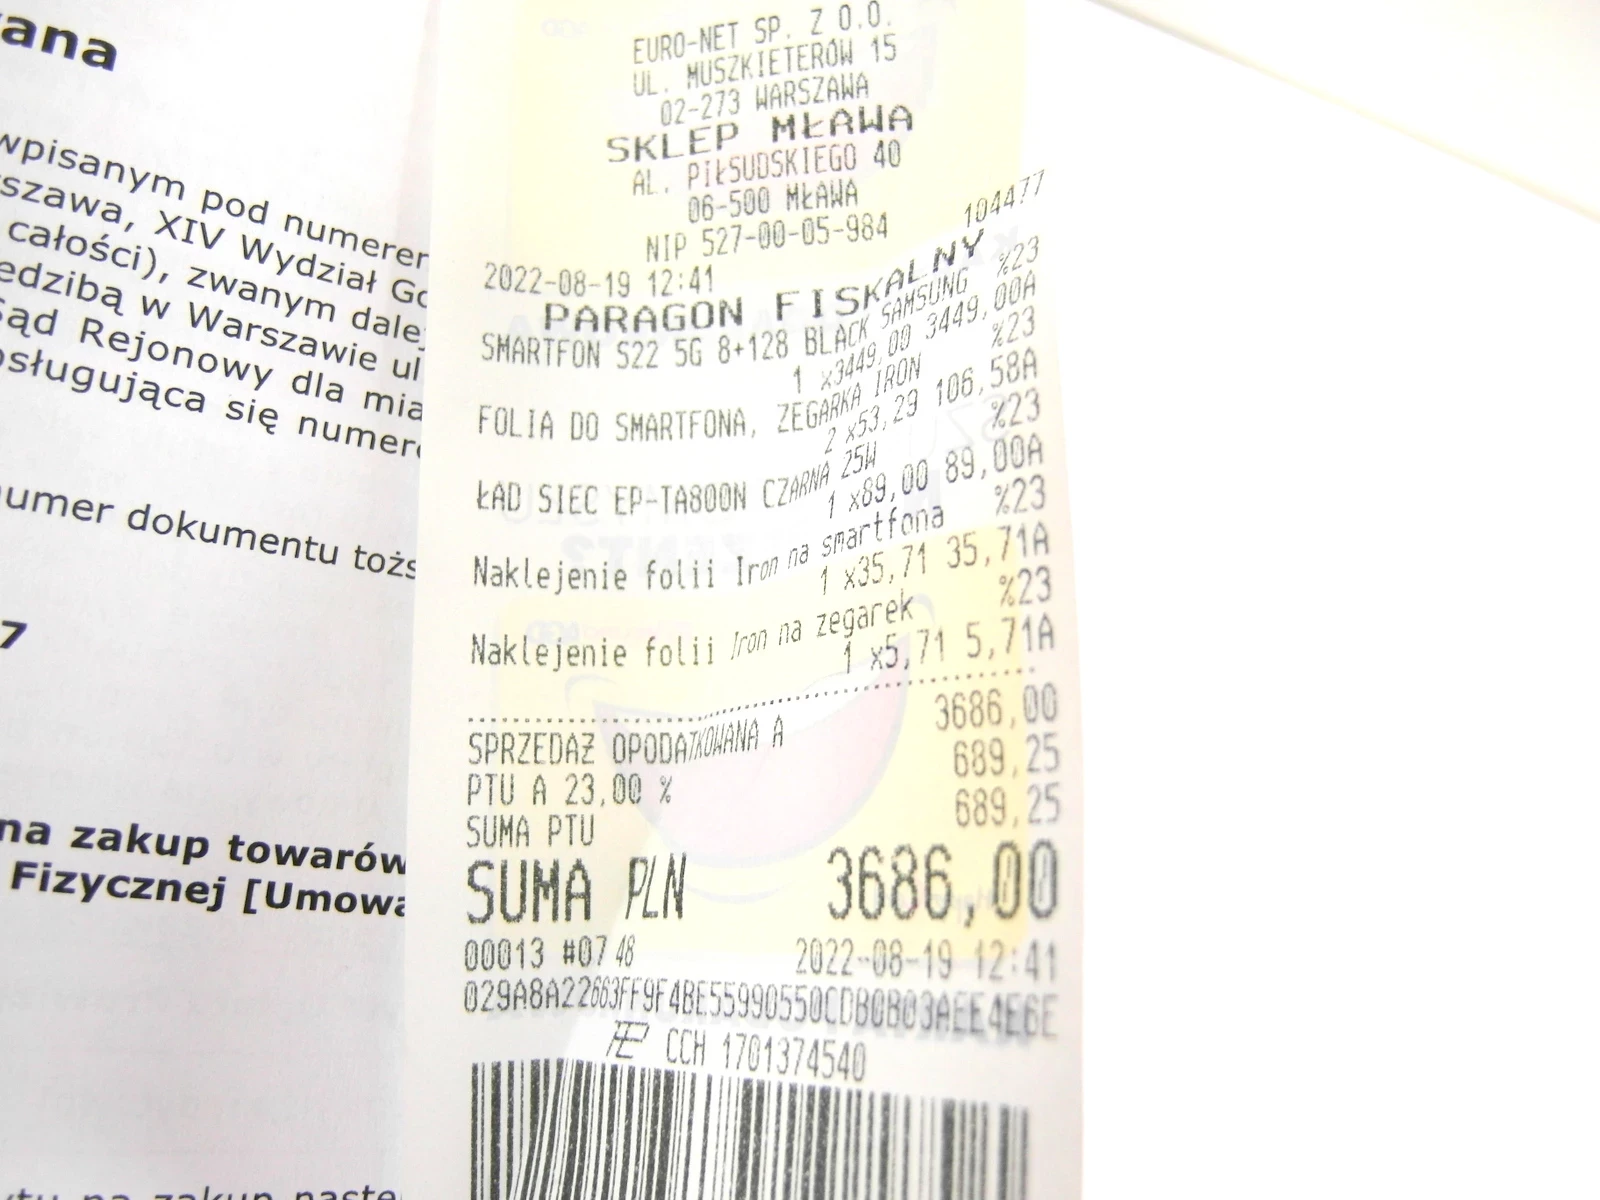 ana
wpisanym pod numerem
szawa, XIV Wydział Go
całości), zwanym dalej
edzibą w Warszawie ul
Sąd Rejonowy dla mia
osługująca się numere
numer dokumentu tożs
7
na zakup towarów
Fizycznej [Umowa
EURO-NET SP. Z O.O.
UL. MUSZKIETERÓW 15
02-273 WARSZAWA
SKLEP MŁAWA
AL. PIŁSUDSKIEGO 40
06-500 MŁAWA
NIP 527-00-05-984
2022-08-19 12:41 104477
PARAGON FISKALNY
SMARTFON S22 5G 8+128 BLACK SAMSUNG %23
1 x3449,00 3449,00A
FOLIA DO SMARTFONA, ZEGARKA IRON %23
2 x53,29 106,58A
ŁAD SIEC EP-TA800N CZARNA 25W %23
1 x89,00 89,00A
Naklejenie folii Iron na smartfona %23
1 x35,71 35,71A
Naklejenie folii Iron na zegarek %23
1 x5,71 5,71A
SPRZEDAŻ OPODATKOWANA A 3686,00
PTU A 23,00 % 689,25
SUMA PTU 689,25
SUMA PLN 3686,00
00013 #07 48 2022-08-19 12:41
029A8A22663FF9F4BE55990550CDB0B03AEE4E6E
CCH 1701374540